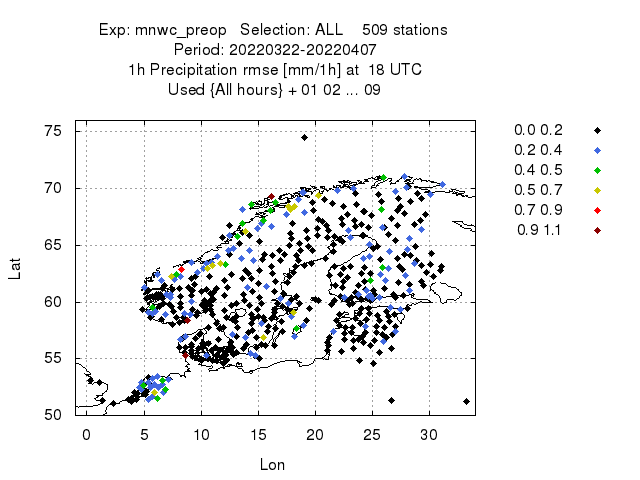 Exp: mnwc_preop   Selection: ALL    509 stations
Period: 20220322-20220407
1h Precipitation rmse [mm/1h] at  18 UTC
Used {All hours} + 01 02 ... 09
0.0 0.2
0.2 0.4
0.4 0.5
0.5 0.7
0.7 0.9
0.9 1.1
75
70
65
60
55
50
Lat
0 5 10 15 20 25 30
Lon